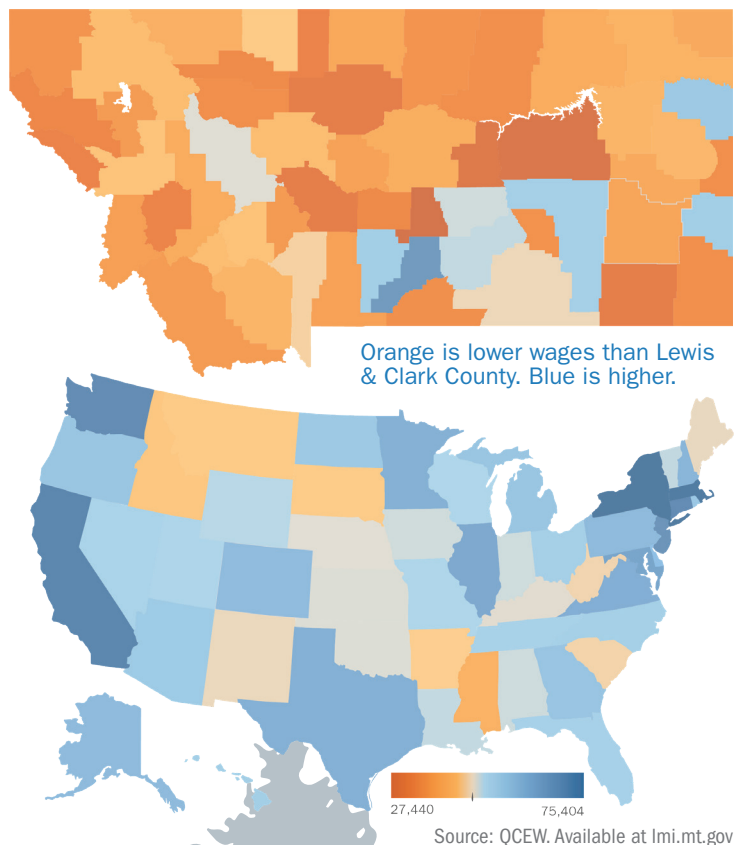 Orange is lower wages than Lewis
& Clark County. Blue is higher.
27,440
75,404
Source: QCEW. Available at lmi.mt.gov